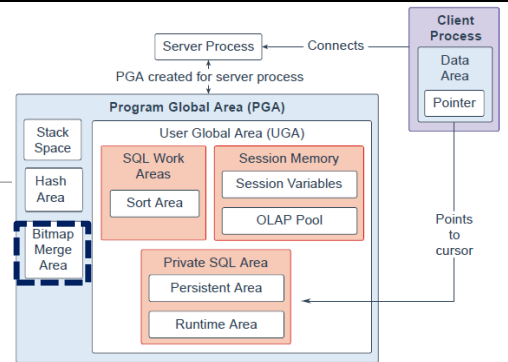 Client
Process
Server Process
Connects
Data
Area
Pointer
PGA created for server process
Program Global Area (PGA)
Stack
Space
User Global Area (UGA)
SQL Work
Areas
Sort Area
Session Memory
Session Variables
OLAP Pool
Hash
Area
Bitmap
Merge
Area
Points
to
cursor
Private SQL Area
Persistent Area
Runtime Area